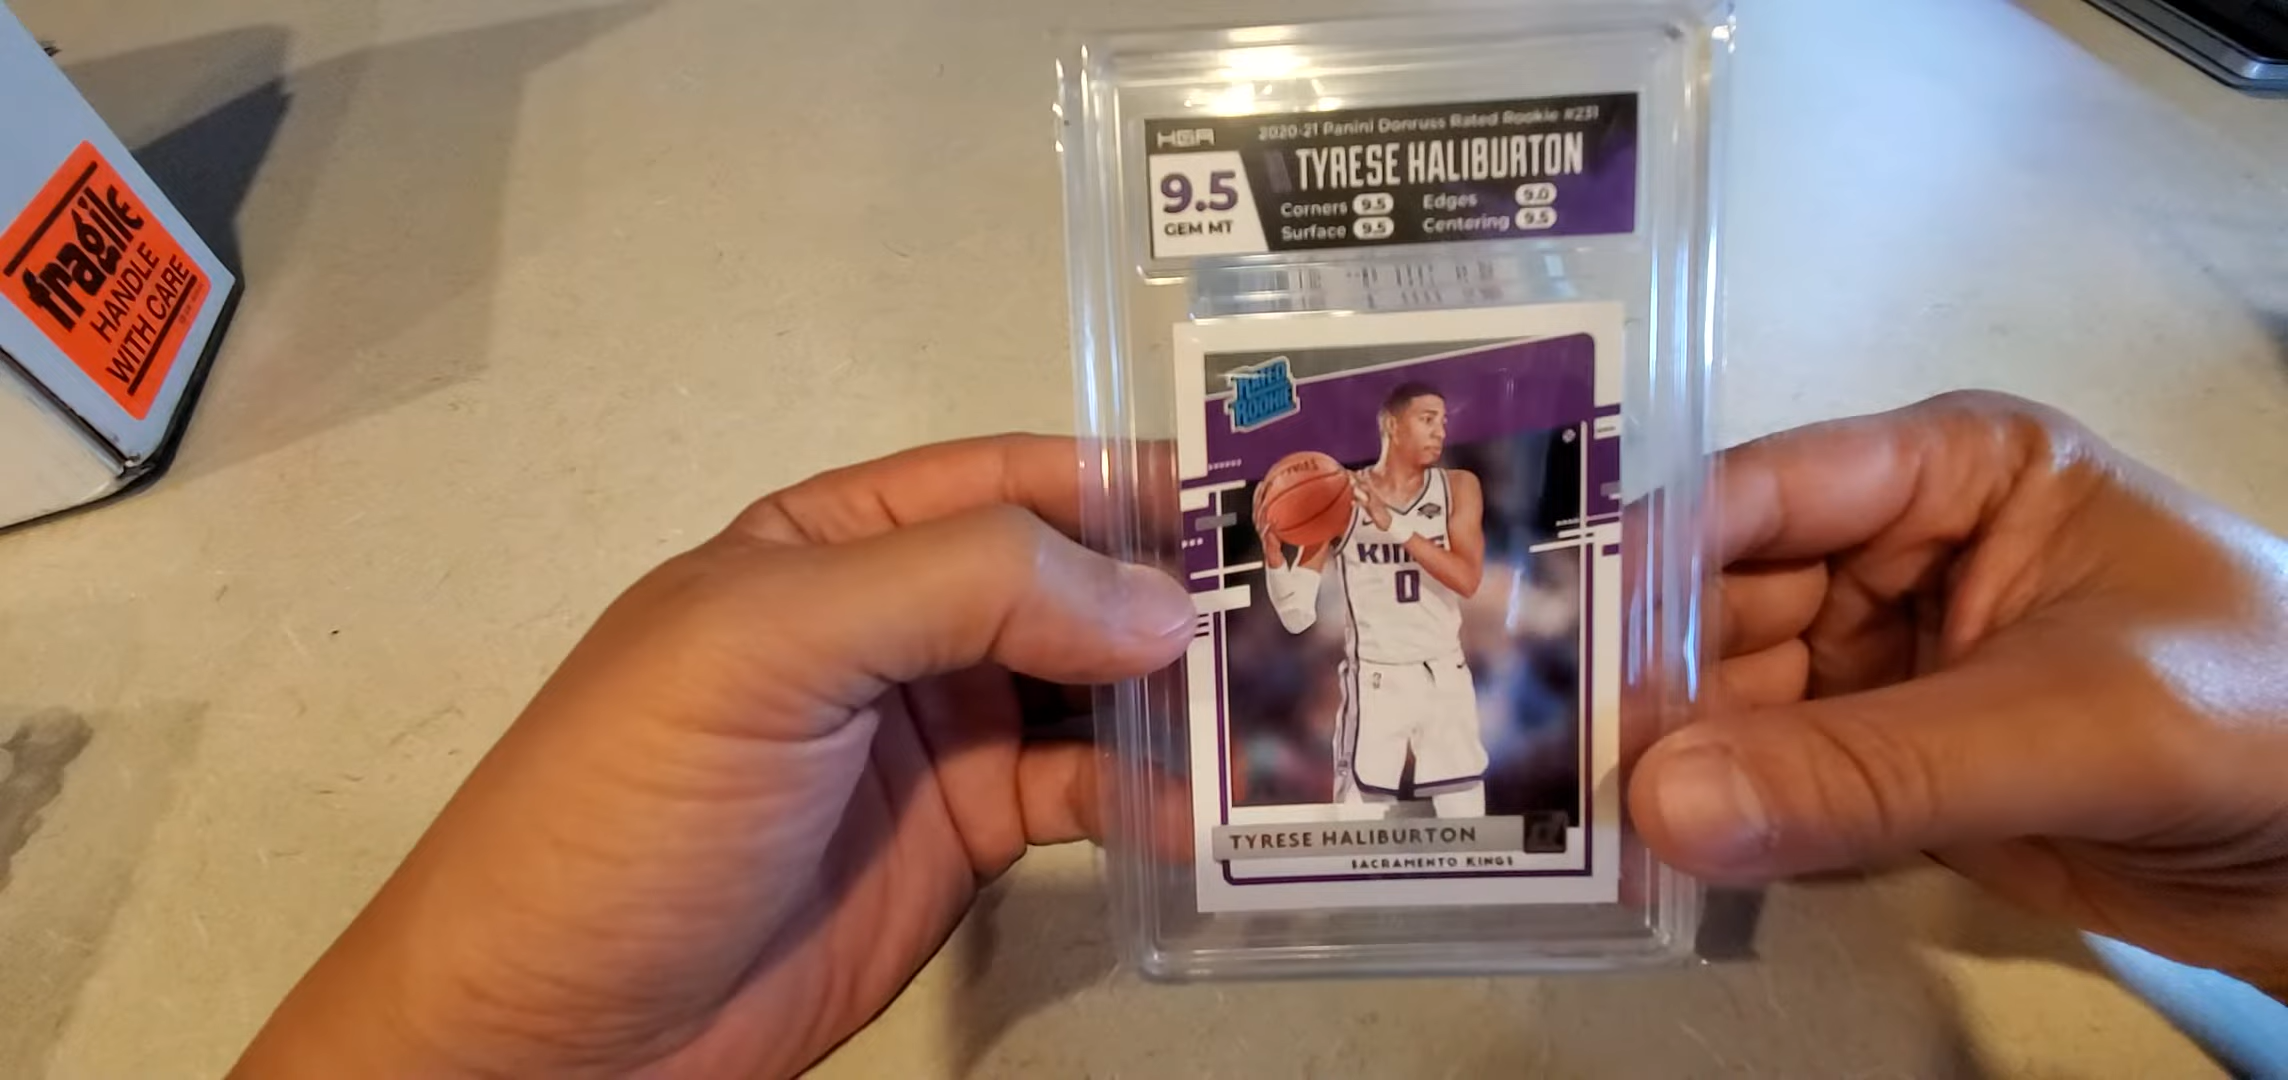 fragile
HANDLE
WITH CARE
HGA
2020-21 Panini Donruss Rated Rookie #231
TYRESE HALIBURTON
9.5
GEM MT
Corners 9.5 Edges 9.0
Surface 9.5 Centering 9.5
RATED
ROOKIE
KINGS
0
TYRESE HALIBURTON
SACRAMENTO KINGS